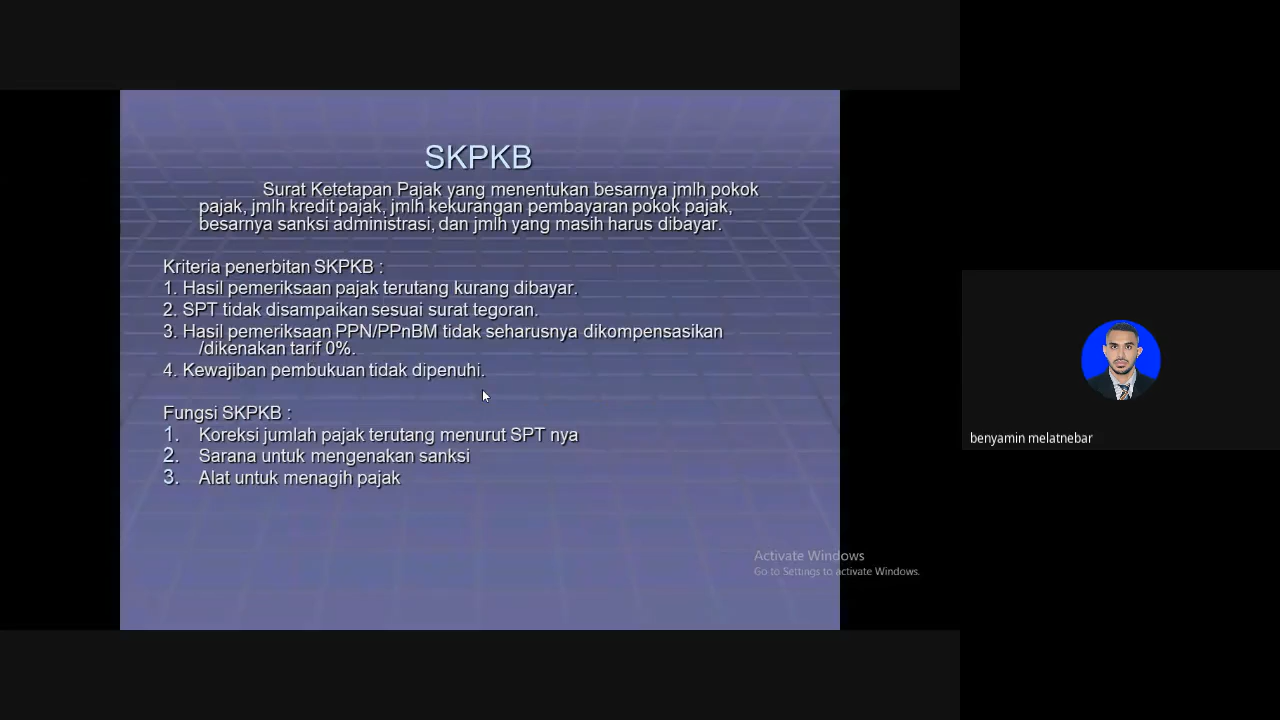 SKPKB
Surat Ketetapan Pajak yang menentukan besarnya jmlh pokok
pajak, jmlh kredit pajak, jmlh kekurangan pembayaran pokok pajak,
besarnya sanksi administrasi, dan jmlh yang masih harus dibayar.
Kriteria penerbitan SKPKB :
1. Hasil pemeriksaan pajak terutang kurang dibayar.
2. SPT tidak disampaikan sesuai surat tegoran.
3. Hasil pemeriksaan PPN/PPnBM tidak seharusnya dikompensasikan
/dikenakan tarif 0%.
4. Kewajiban pembukuan tidak dipenuhi.
Fungsi SKPKB :
1. Koreksi jumlah pajak terutang menurut SPT nya
2. Sarana untuk mengenakan sanksi
3. Alat untuk menagih pajak
Activate Windows
Go to Settings to activate Windows.
benyamin melatnebar